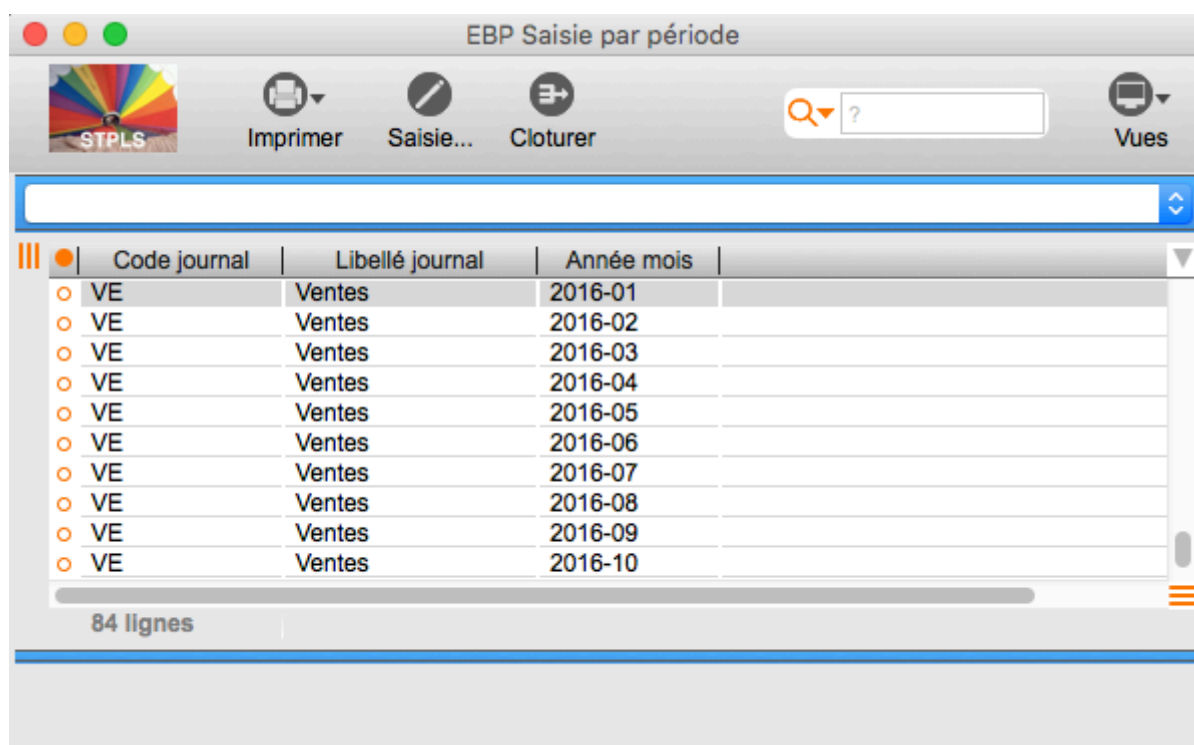 EBP Saisie par période
STPLS
Imprimer Saisie... Cloturer ? Vues
Code journal Libellé journal Année mois
VE Ventes 2016-01
VE Ventes 2016-02
VE Ventes 2016-03
VE Ventes 2016-04
VE Ventes 2016-05
VE Ventes 2016-06
VE Ventes 2016-07
VE Ventes 2016-08
VE Ventes 2016-09
VE Ventes 2016-10
84 lignes